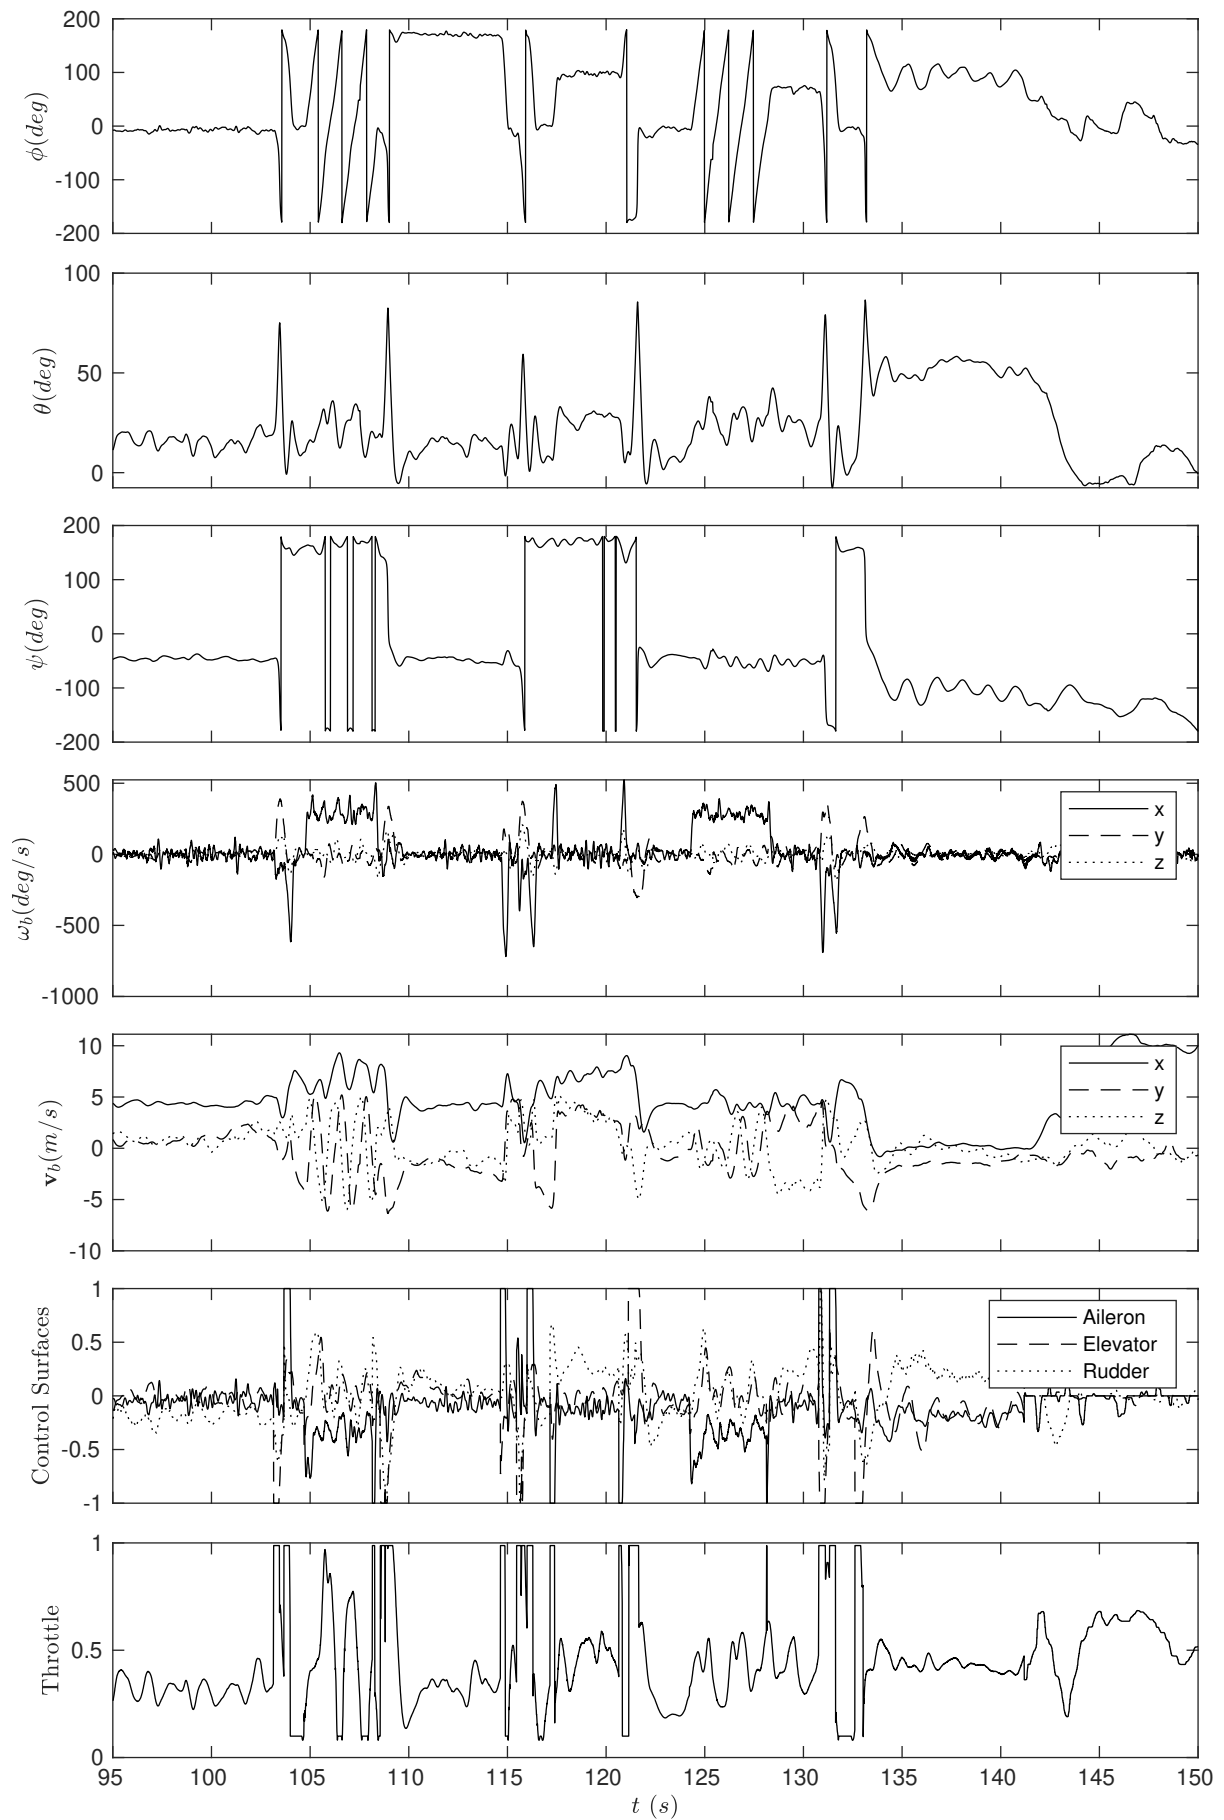 200
100
0
-100
-200
ϕ(deg)
100
50
0
θ(deg)
200
100
0
-100
-200
ψ(deg)
500
0
-500
-1000
ω_b(deg/s)
x
y
z
10
5
0
-5
-10
v_b(m/s)
x
y
z
1
0.5
0
-0.5
-1
Control Surfaces
Aileron
Elevator
Rudder
1
0.5
0
Throttle
95 100 105 110 115 120 125 130 135 140 145 150
t (s)